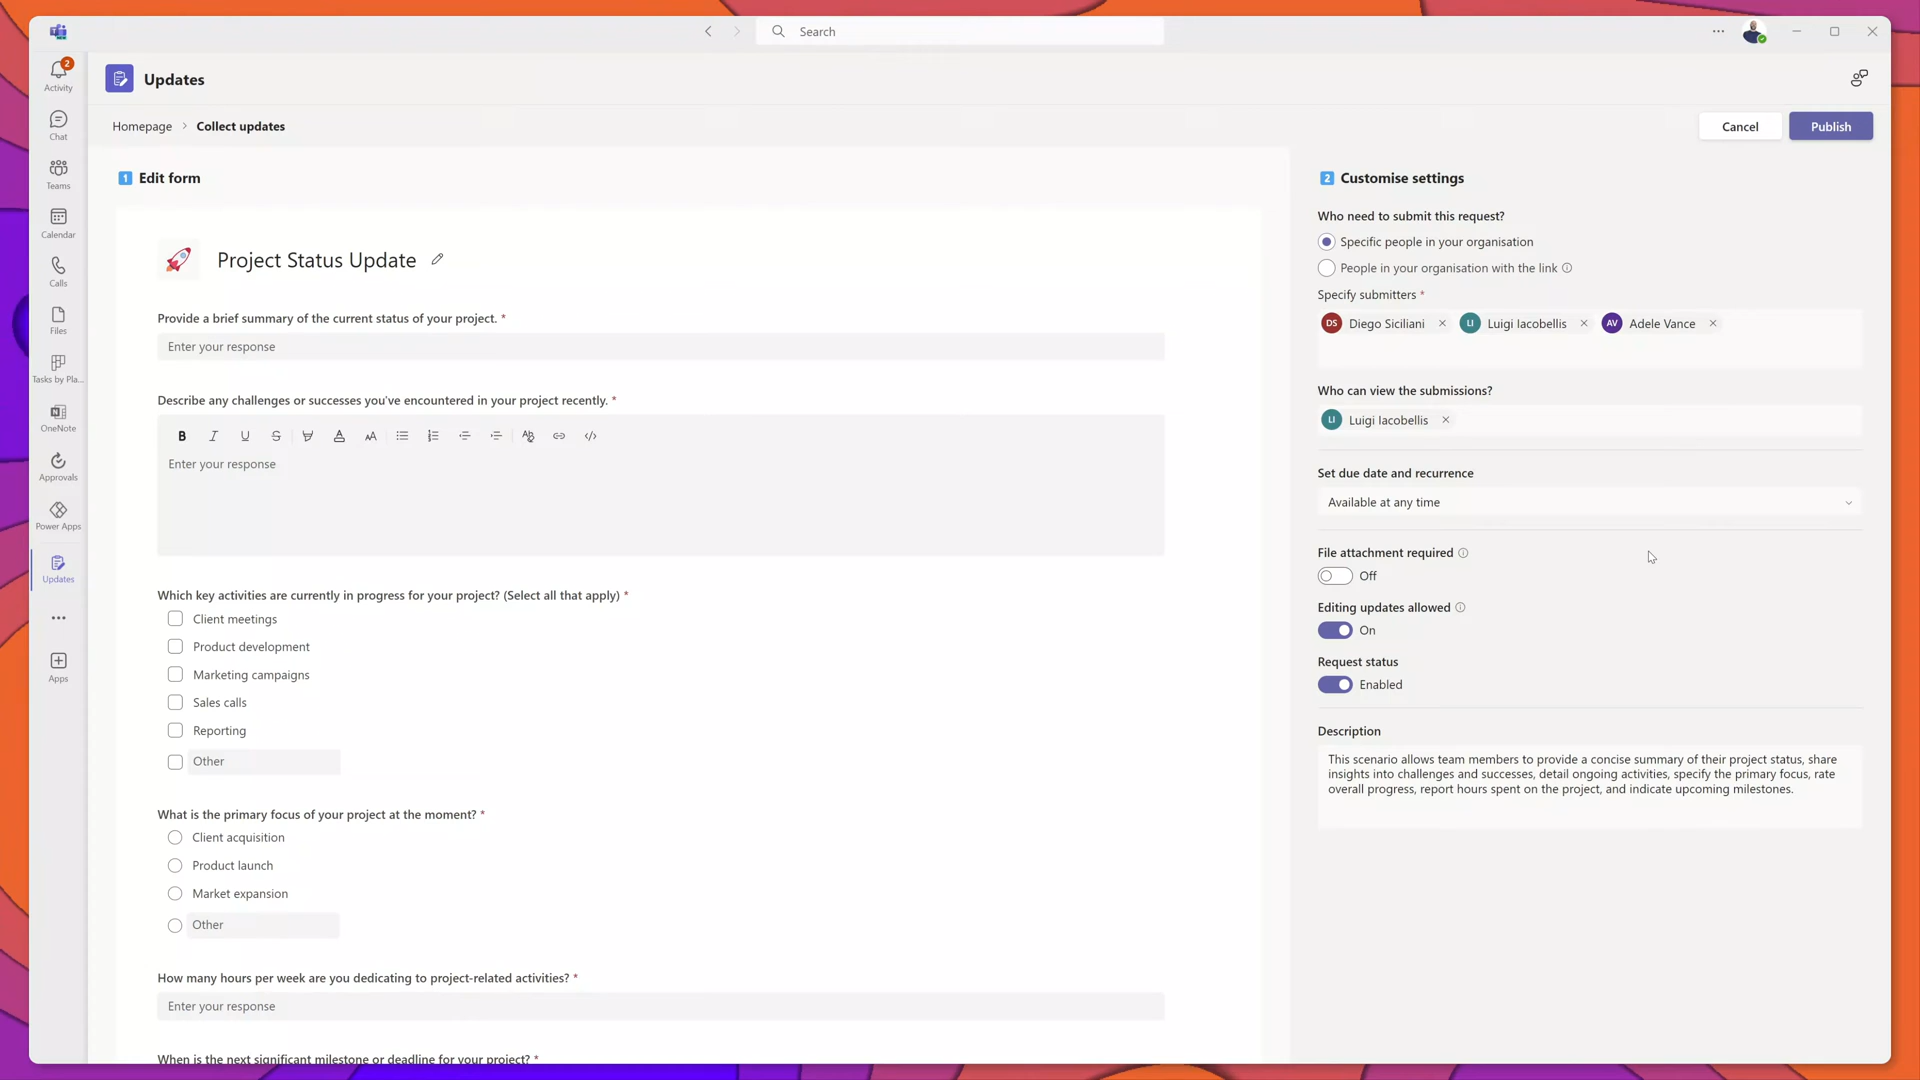 Search
2
Activity
Chat
Teams
Calendar
Calls
Files
Tasks by Pla...
OneNote
Approvals
Power Apps
Updates
Apps
Updates
Homepage > Collect updates
Cancel
Publish
1 Edit form
Project Status Update
Provide a brief summary of the current status of your project. *
Enter your response
Describe any challenges or successes you've encountered in your project recently. *
Enter your response
Which key activities are currently in progress for your project? (Select all that apply) *
Client meetings
Product development
Marketing campaigns
Sales calls
Reporting
Other
What is the primary focus of your project at the moment? *
Client acquisition
Product launch
Market expansion
Other
How many hours per week are you dedicating to project-related activities? *
Enter your response
When is the next significant milestone or deadline for your project? *
2 Customise settings
Who need to submit this request?
Specific people in your organisation
People in your organisation with the link
Specify submitters *
DS Diego Siciliani LI Luigi Iacobellis AV Adele Vance
Who can view the submissions?
LI Luigi Iacobellis
Set due date and recurrence
Available at any time
File attachment required
Off
Editing updates allowed
On
Request status
Enabled
Description
This scenario allows team members to provide a concise summary of their project status, share
insights into challenges and successes, detail ongoing activities, specify the primary focus, rate
overall progress, report hours spent on the project, and indicate upcoming milestones.